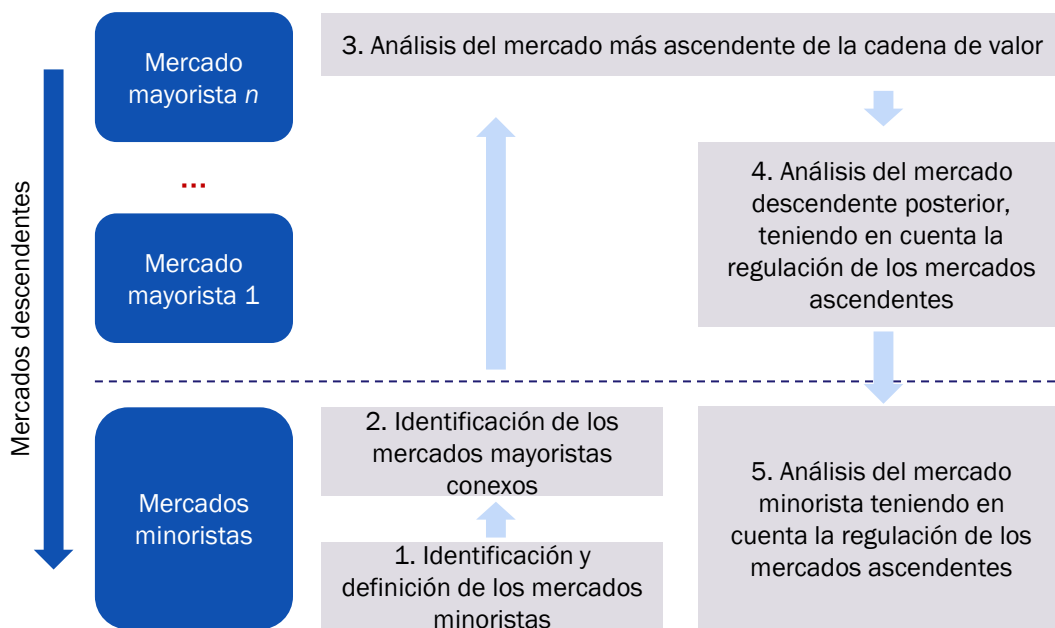 Mercados descendentes
Mercado
mayorista n
...
Mercado
mayorista 1
Mercados
minoristas
3. Análisis del mercado más ascendente de la cadena de valor
4. Análisis del mercado
descendente posterior,
teniendo en cuenta la
regulación de los mercados
ascendentes
2. Identificación de los
mercados mayoristas
conexos
1. Identificación y
definición de los mercados
minoristas
5. Análisis del mercado
minorista teniendo en
cuenta la regulación de los
mercados ascendentes